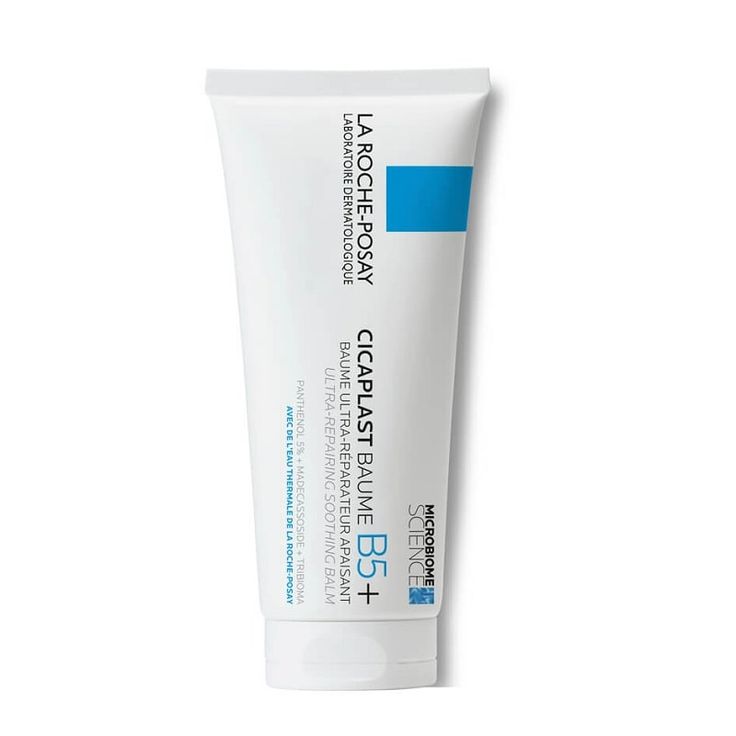 LA ROCHE-POSAY
LABORATOIRE DERMATOLOGIQUE
CICAPLAST BAUME B5+
BAUME ULTRA-RÉPARATEUR APAISANT
ULTRA-REPAIRING SOOTHING BALM
PANTHENOL 5% + MADECASSOSIDE + TRIBIOMA
AVEC DE L'EAU THERMALE DE LA ROCHE-POSAY
MICROBIOME
SCIENCE